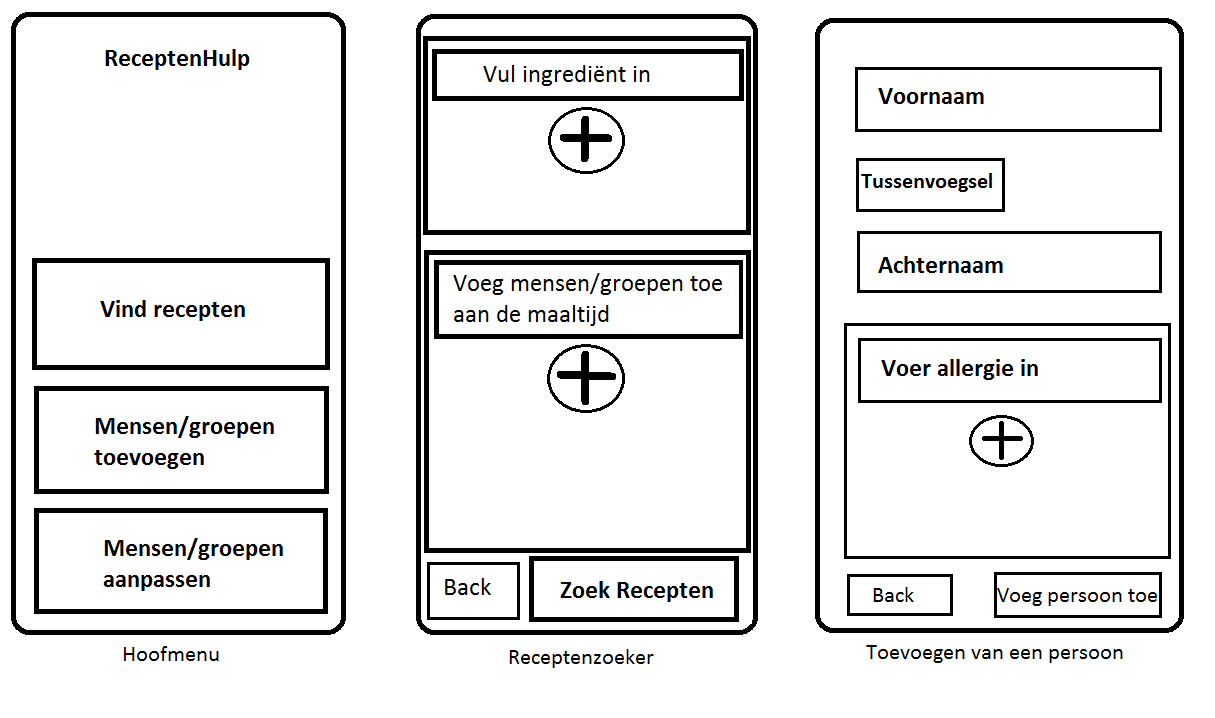 ReceptenHulp
Vind recepten
Mensen/groepen
toevoegen
Mensen/groepen
aanpassen
Hoofmenu
Vul ingrediënt in
Voeg mensen/groepen toe
aan de maaltijd
Back
Zoek Recepten
Receptenzoeker
Voornaam
Tussenvoegsel
Achternaam
Voer allergie in
Back
Voeg persoon toe
Toevoegen van een persoon